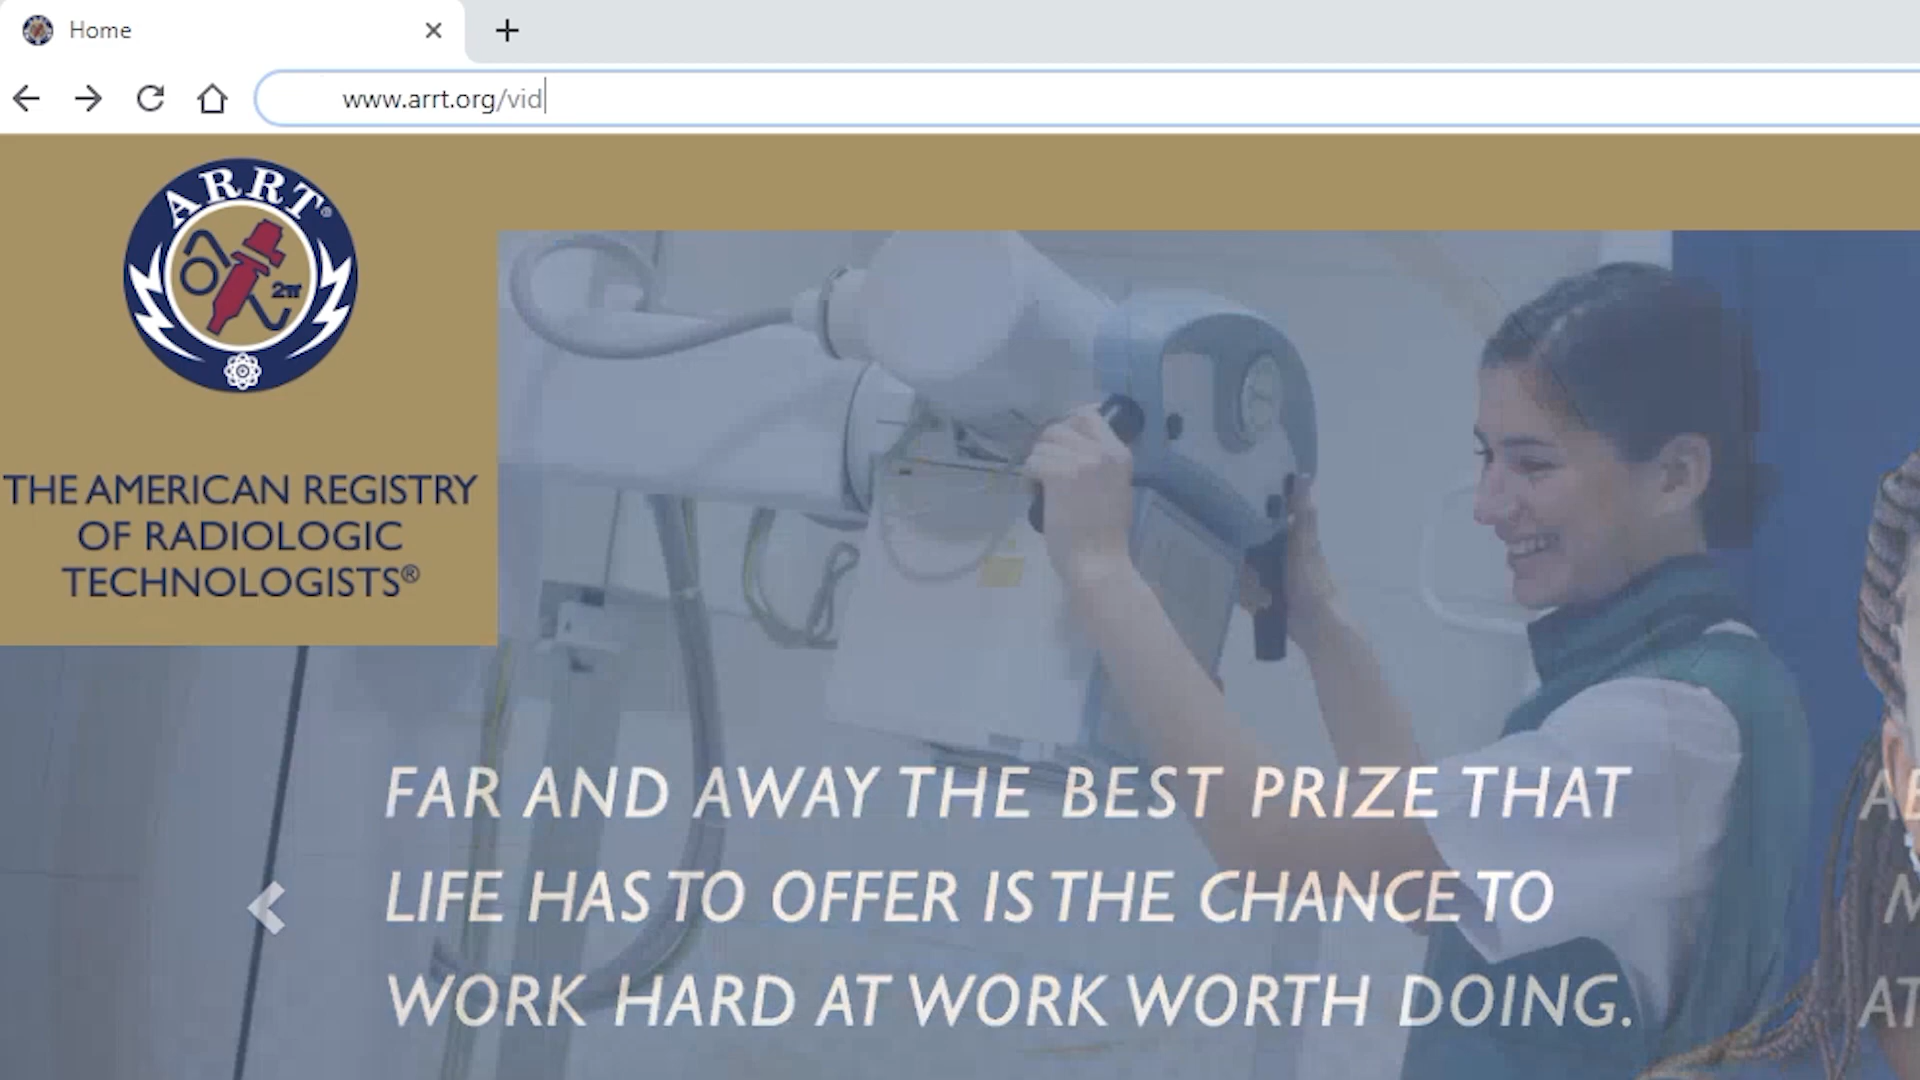 Home
www.arrt.org/vid
ARRT®
2π
THE AMERICAN REGISTRY
OF RADIOLOGIC
TECHNOLOGISTS®
FAR AND AWAY THE BEST PRIZE THAT
LIFE HAS TO OFFER IS THE CHANCE TO
WORK HARD AT WORK WORTH DOING.